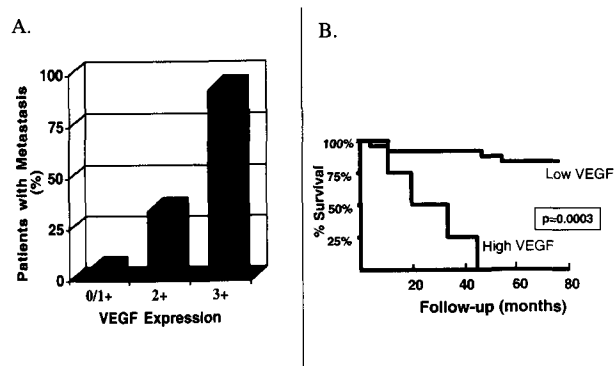 A.
Patients with Metastasis
(%)
100
75
50
25
0
0/1+ 2+ 3+
VEGF Expression
B.
% Survival
100%
75%
50%
25%
Low VEGF
p=0.0003
High VEGF
20 40 60 80
Follow-up (months)